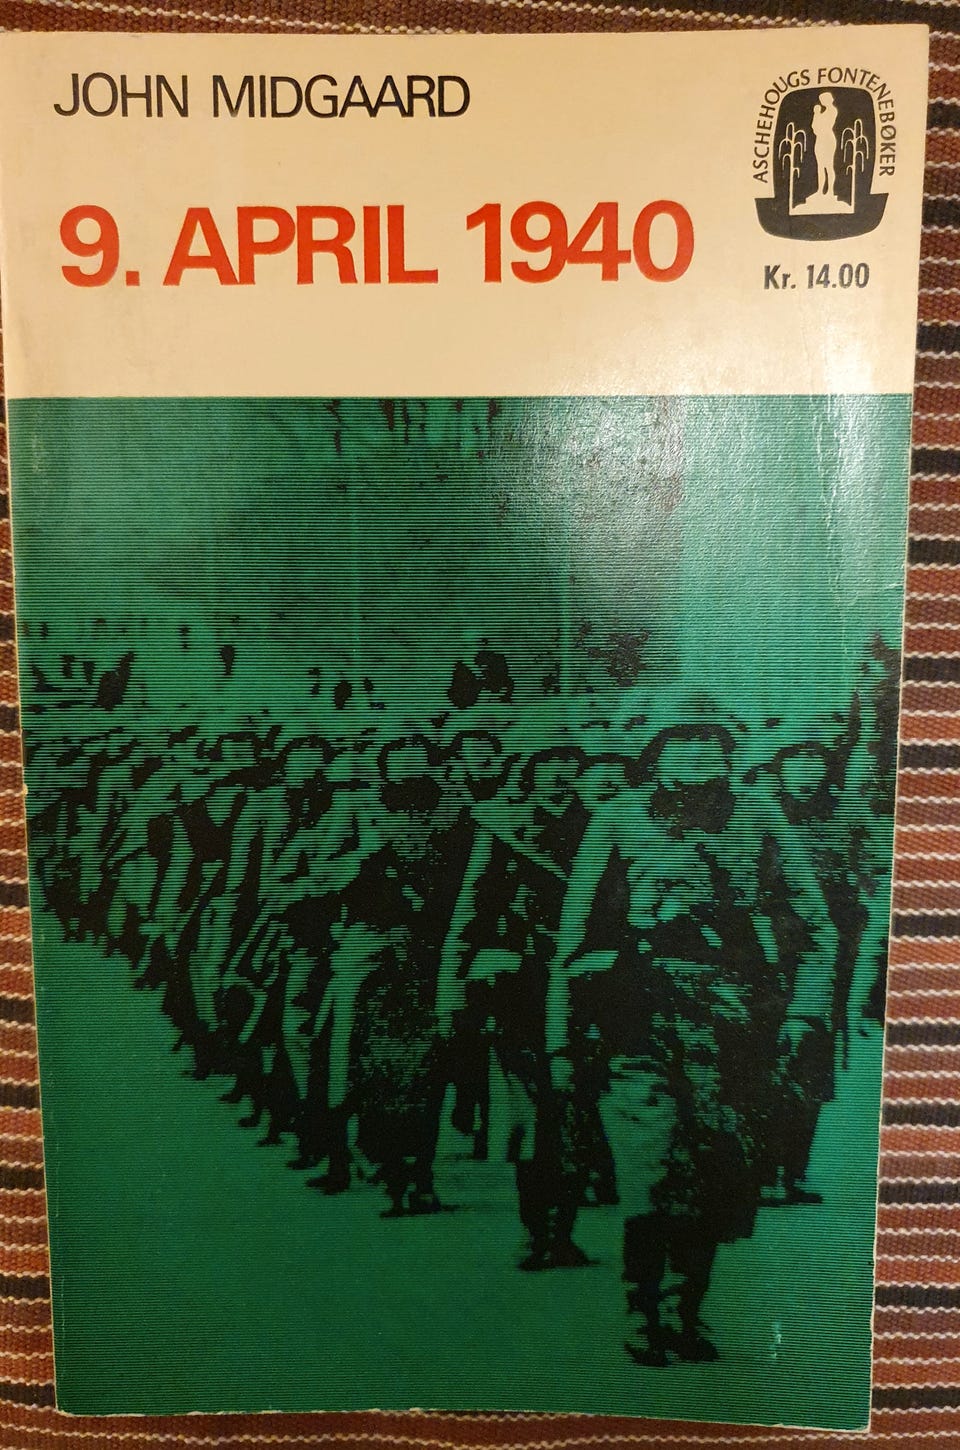 JOHN MIDGAARD
9. APRIL 1940
ASCHEHOUGS FONTENEBØKER
Kr. 14.00